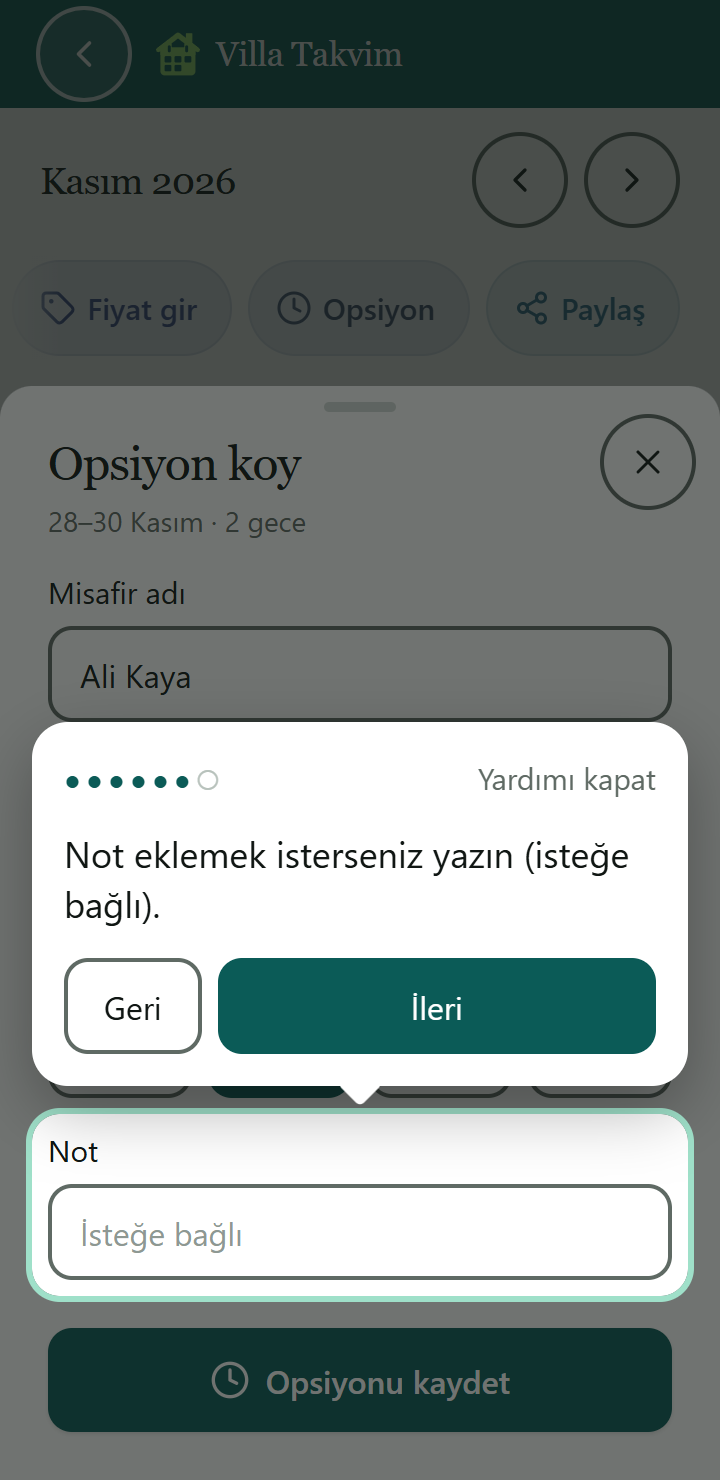 Villa Takvim
Kasım 2026
Fiyat gir
Opsiyon
Paylaş
Opsiyon koy
28–30 Kasım · 2 gece
Misafir adı
Ali Kaya
Yardımı kapat
Not eklemek isterseniz yazın (isteğe
bağlı).
Geri
İleri
Not
İsteğe bağlı
Opsiyonu kaydet